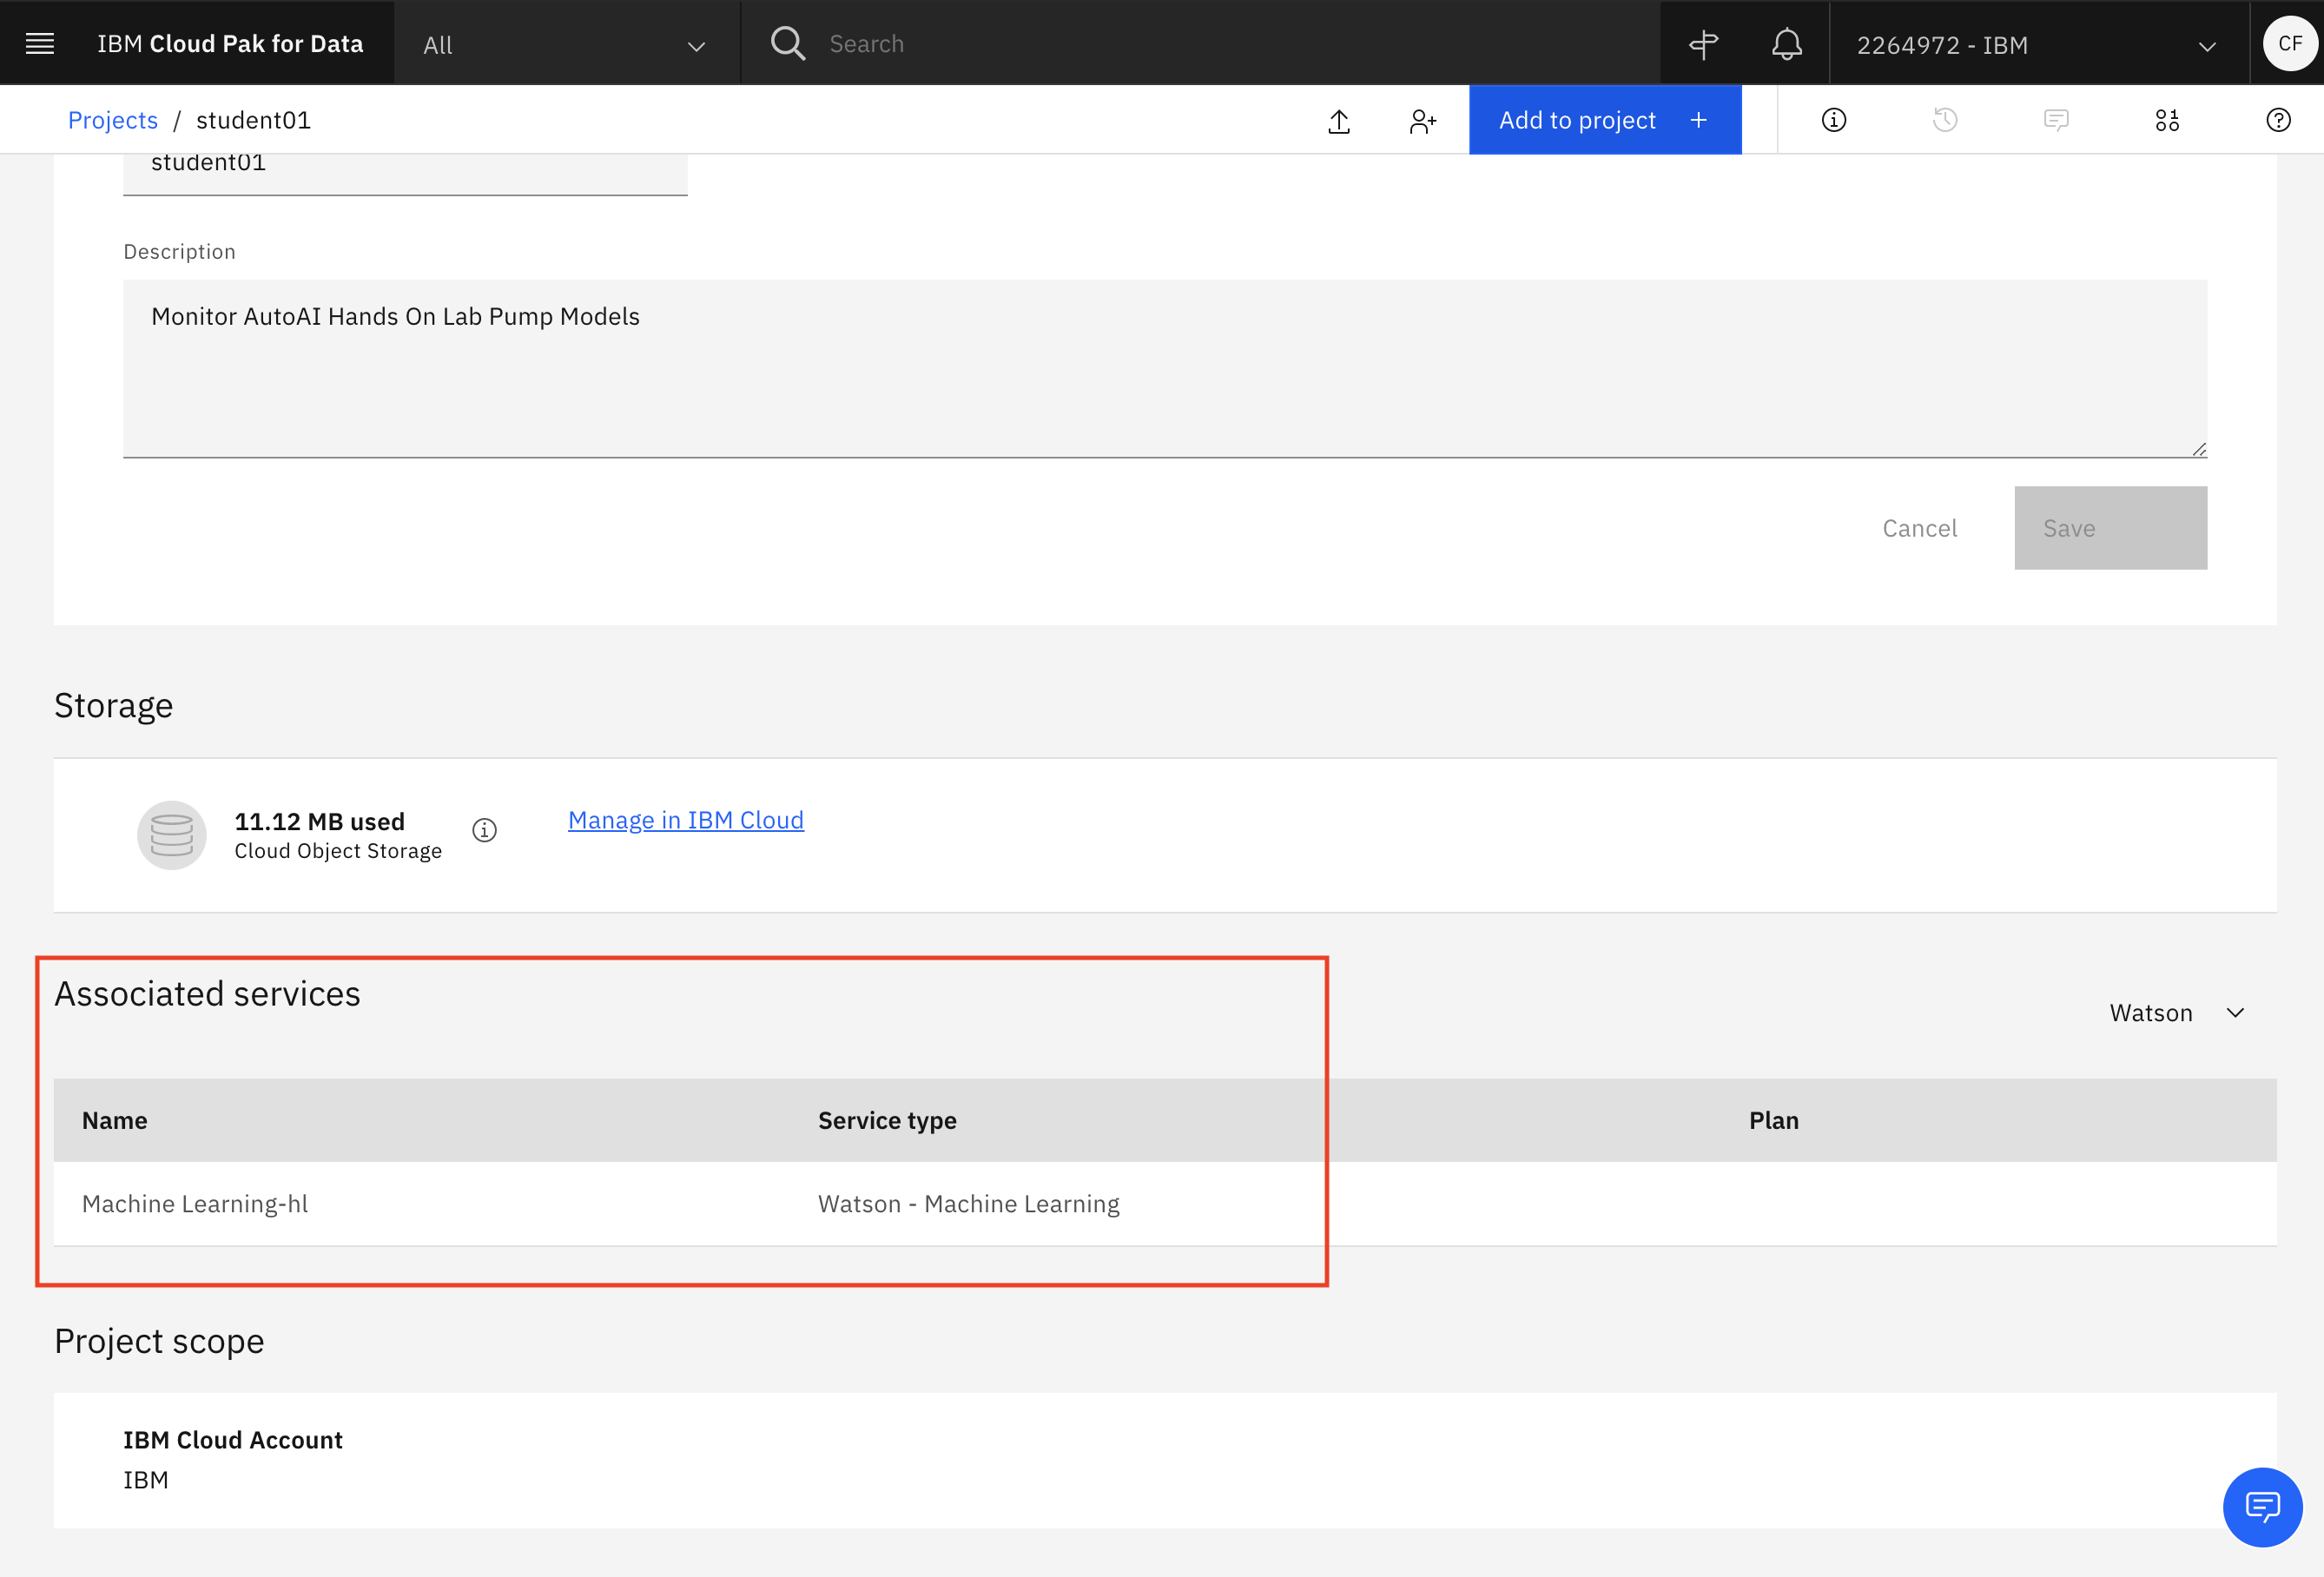 IBM Cloud Pak for Data
All
Search
2264972 - IBM
CF
Projects / student01
Add to project +
student01
Description
Monitor AutoAI Hands On Lab Pump Models
Cancel
Save
Storage
11.12 MB used
Cloud Object Storage
Manage in IBM Cloud
Associated services
Watson
Name Service type Plan
Machine Learning-hl Watson - Machine Learning
Project scope
IBM Cloud Account
IBM